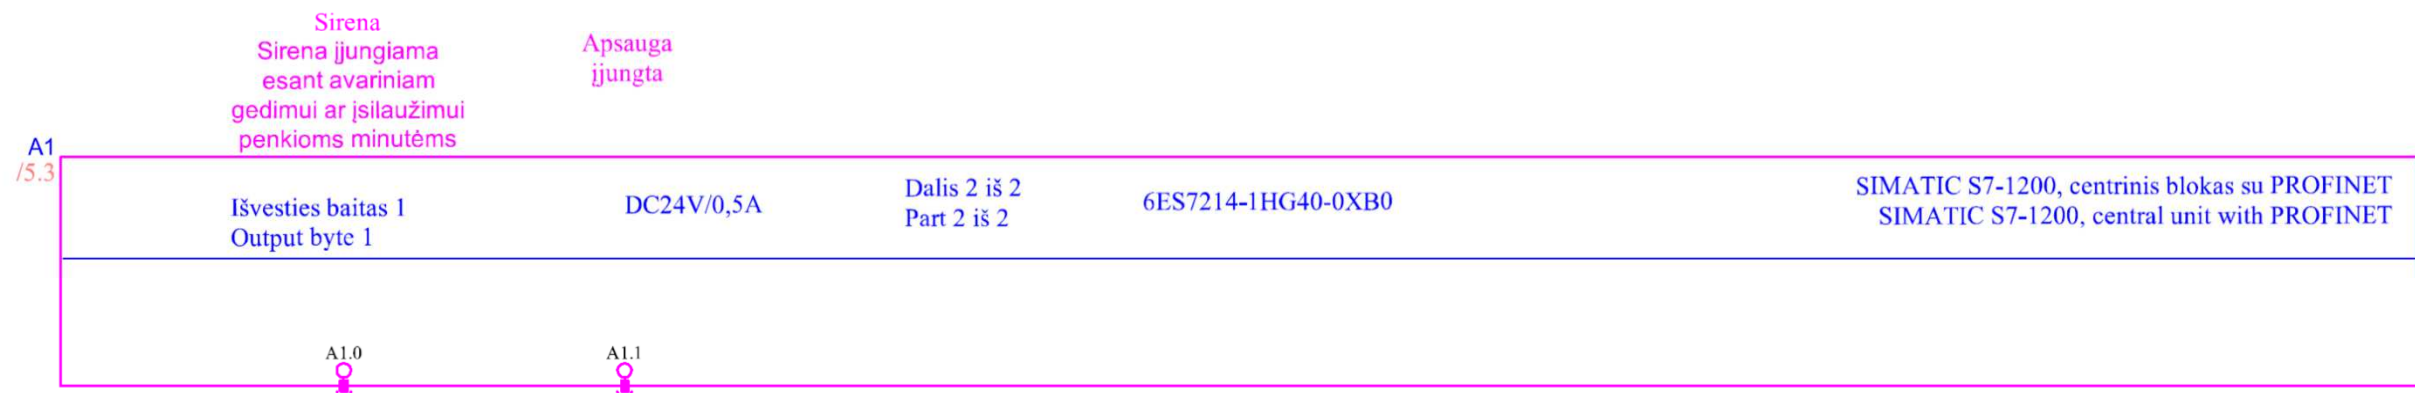 Sirena
Sirena įjungiama
esant avariniam
gedimui ar įsilaužimui
penkioms minutėms
Apsauga
įjungta
A1
/5.3
Išvesties baitas 1
Output byte 1
DC24V/0,5A
Dalis 2 iš 2
Part 2 iš 2
6ES7214-1HG40-0XB0
SIMATIC S7-1200, centrinis blokas su PROFINET
SIMATIC S7-1200, central unit with PROFINET
A1.0
A1.1